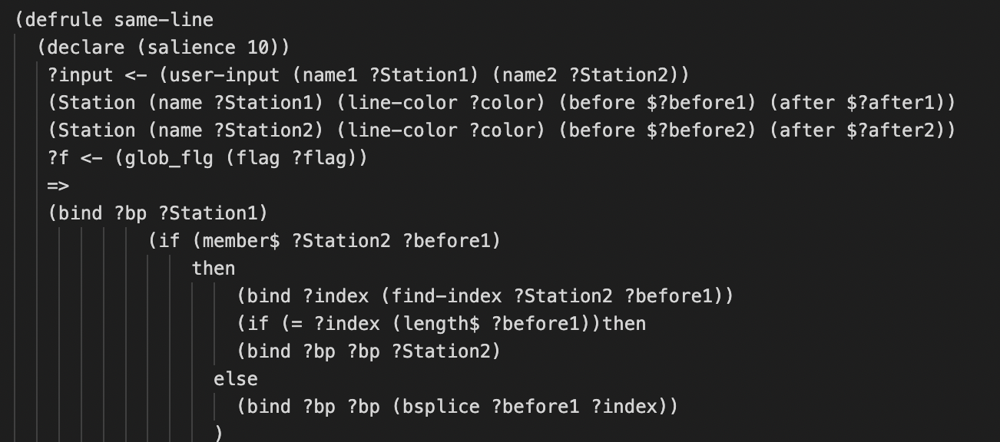 (defrule same-line
(declare (salience 10))
?input <- (user-input (name1 ?Station1) (name2 ?Station2))
(Station (name ?Station1) (line-color ?color) (before $?before1) (after $?after1))
(Station (name ?Station2) (line-color ?color) (before $?before2) (after $?after2))
?f <- (glob_flg (flag ?flag))
=>
(bind ?bp ?Station1)
(if (member$ ?Station2 ?before1)
then
(bind ?index (find-index ?Station2 ?before1))
(if (= ?index (length$ ?before1))then
(bind ?bp ?bp ?Station2)
else
(bind ?bp ?bp (bsplice ?before1 ?index))
)